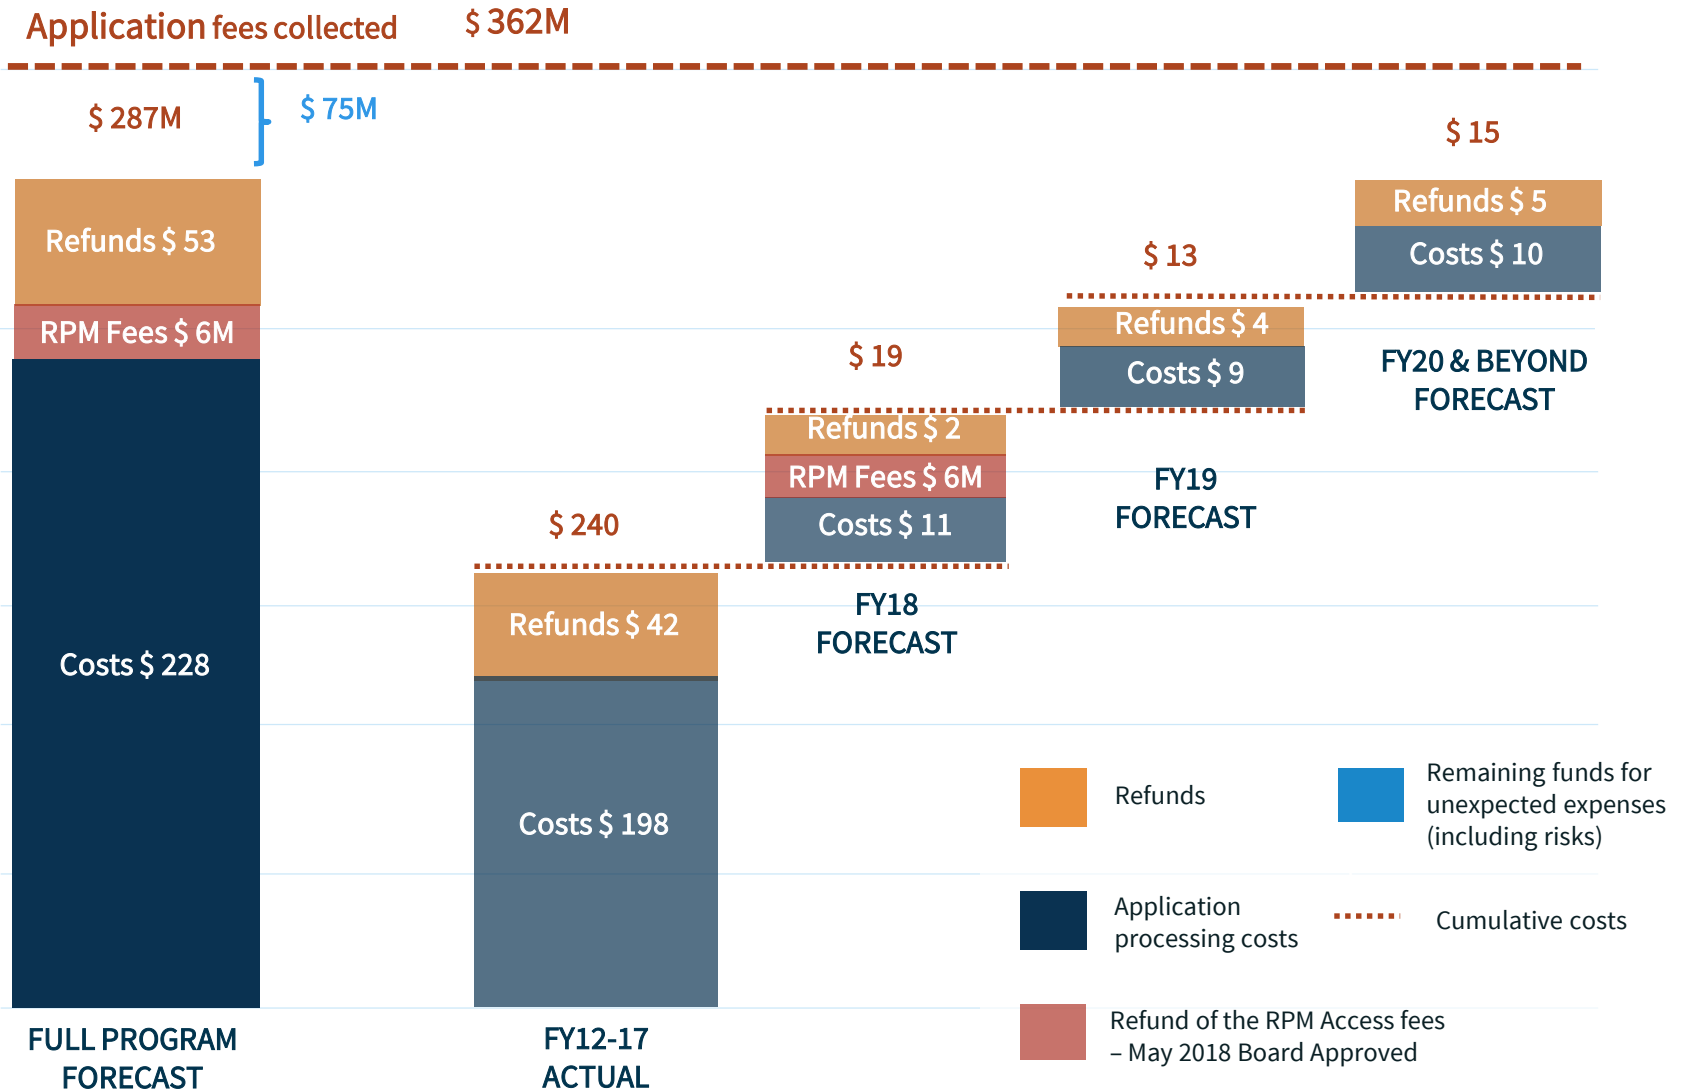 Application fees collected $ 362M
$ 287M
$ 75M
Refunds $ 53
RPM Fees $ 6M
Costs $ 228
FULL PROGRAM
FORECAST
$ 240
Refunds $ 42
Costs $ 198
FY12-17
ACTUAL
$ 19
Refunds $ 2
RPM Fees $ 6M
Costs $ 11
FY18
FORECAST
$ 13
Refunds $ 4
Costs $ 9
FY19
FORECAST
$ 15
Refunds $ 5
Costs $ 10
FY20 & BEYOND
FORECAST
Refunds
Remaining funds for
unexpected expenses
(including risks)
Application
processing costs
Cumulative costs
Refund of the RPM Access fees
– May 2018 Board Approved